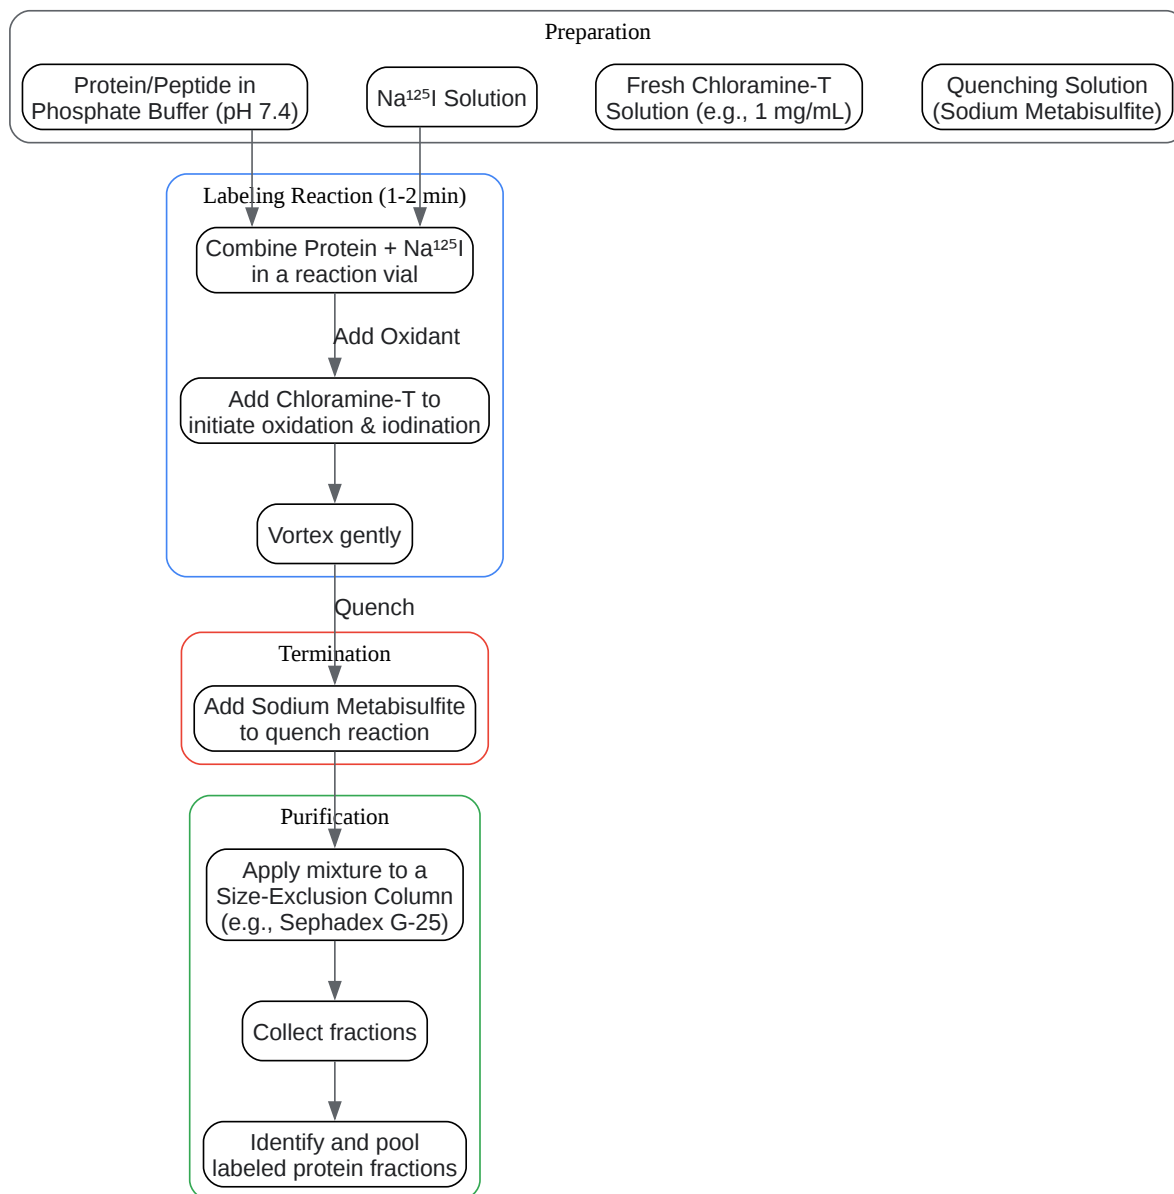 Preparation
Protein/Peptide in
Phosphate Buffer (pH 7.4)
Na¹²⁵I Solution
Fresh Chloramine-T
Solution (e.g., 1 mg/mL)
Quenching Solution
(Sodium Metabisulfite)
Labeling Reaction (1-2 min)
Combine Protein + Na¹²⁵I
in a reaction vial
Add Oxidant
Add Chloramine-T to
initiate oxidation & iodination
Vortex gently
Quench
Termination
Add Sodium Metabisulfite
to quench reaction
Purification
Apply mixture to a
Size-Exclusion Column
(e.g., Sephadex G-25)
Collect fractions
Identify and pool
labeled protein fractions